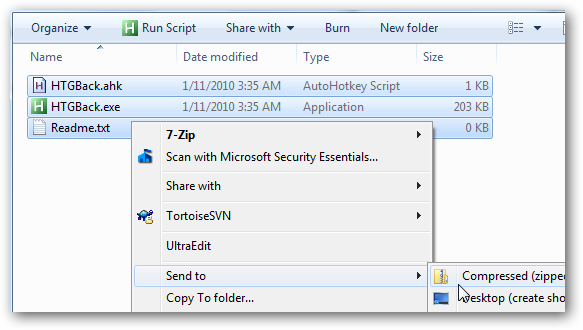 Organize Run Script Share with Burn New folder
Name Date modified Type Size
HTGBack.ahk 1/11/2010 3:35 AM AutoHotkey Script 1 KB
HTGBack.exe 1/11/2010 3:35 AM Application 203 KB
Readme.txt 0 KB
7-Zip
Scan with Microsoft Security Essentials...
Share with
TortoiseSVN
UltraEdit
Send to Compressed (zippe
Copy To folder... Desktop (create sho